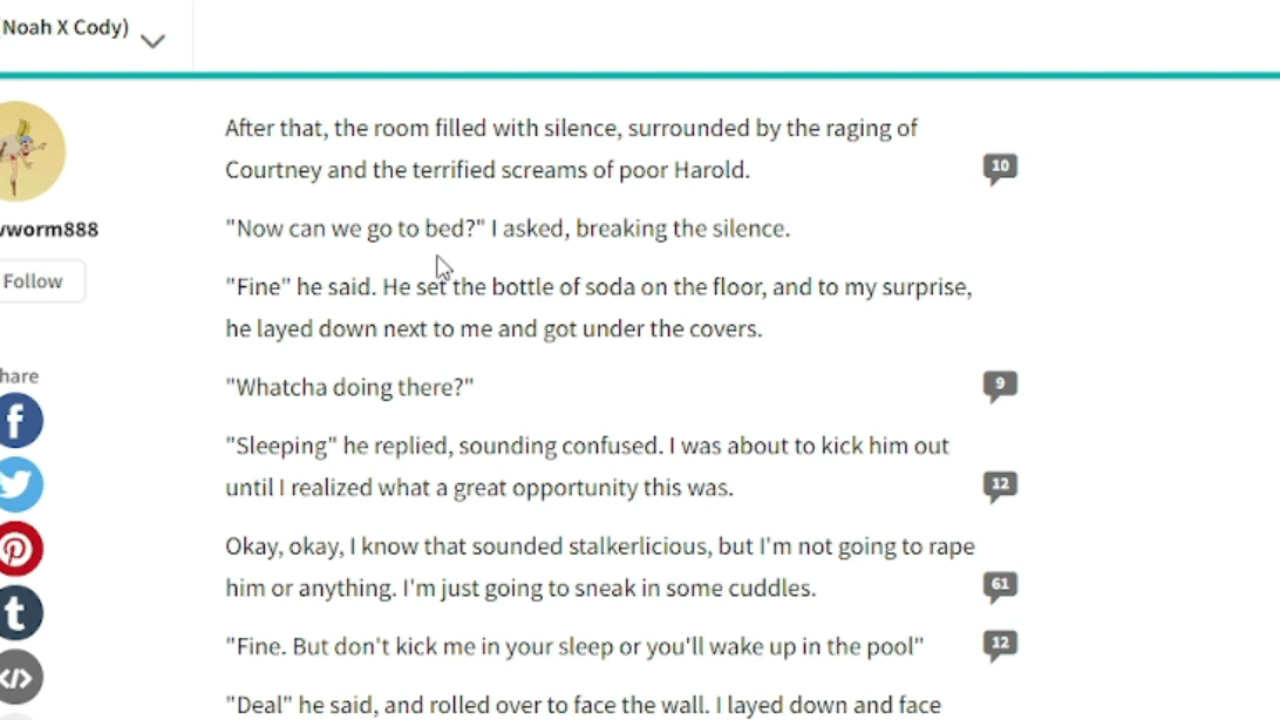 Noah X Cody)
After that, the room filled with silence, surrounded by the raging of
Courtney and the terrified screams of poor Harold.
10
worm888
"Now can we go to bed?" I asked, breaking the silence.
Follow
"Fine" he said. He set the bottle of soda on the floor, and to my surprise,
he layed down next to me and got under the covers.
hare
"Whatcha doing there?"
9
"Sleeping" he replied, sounding confused. I was about to kick him out
until I realized what a great opportunity this was.
12
Okay, okay, I know that sounded stalkerlicious, but I'm not going to rape
him or anything. I'm just going to sneak in some cuddles.
61
"Fine. But don't kick me in your sleep or you'll wake up in the pool"
12
"Deal" he said, and rolled over to face the wall. I layed down and face